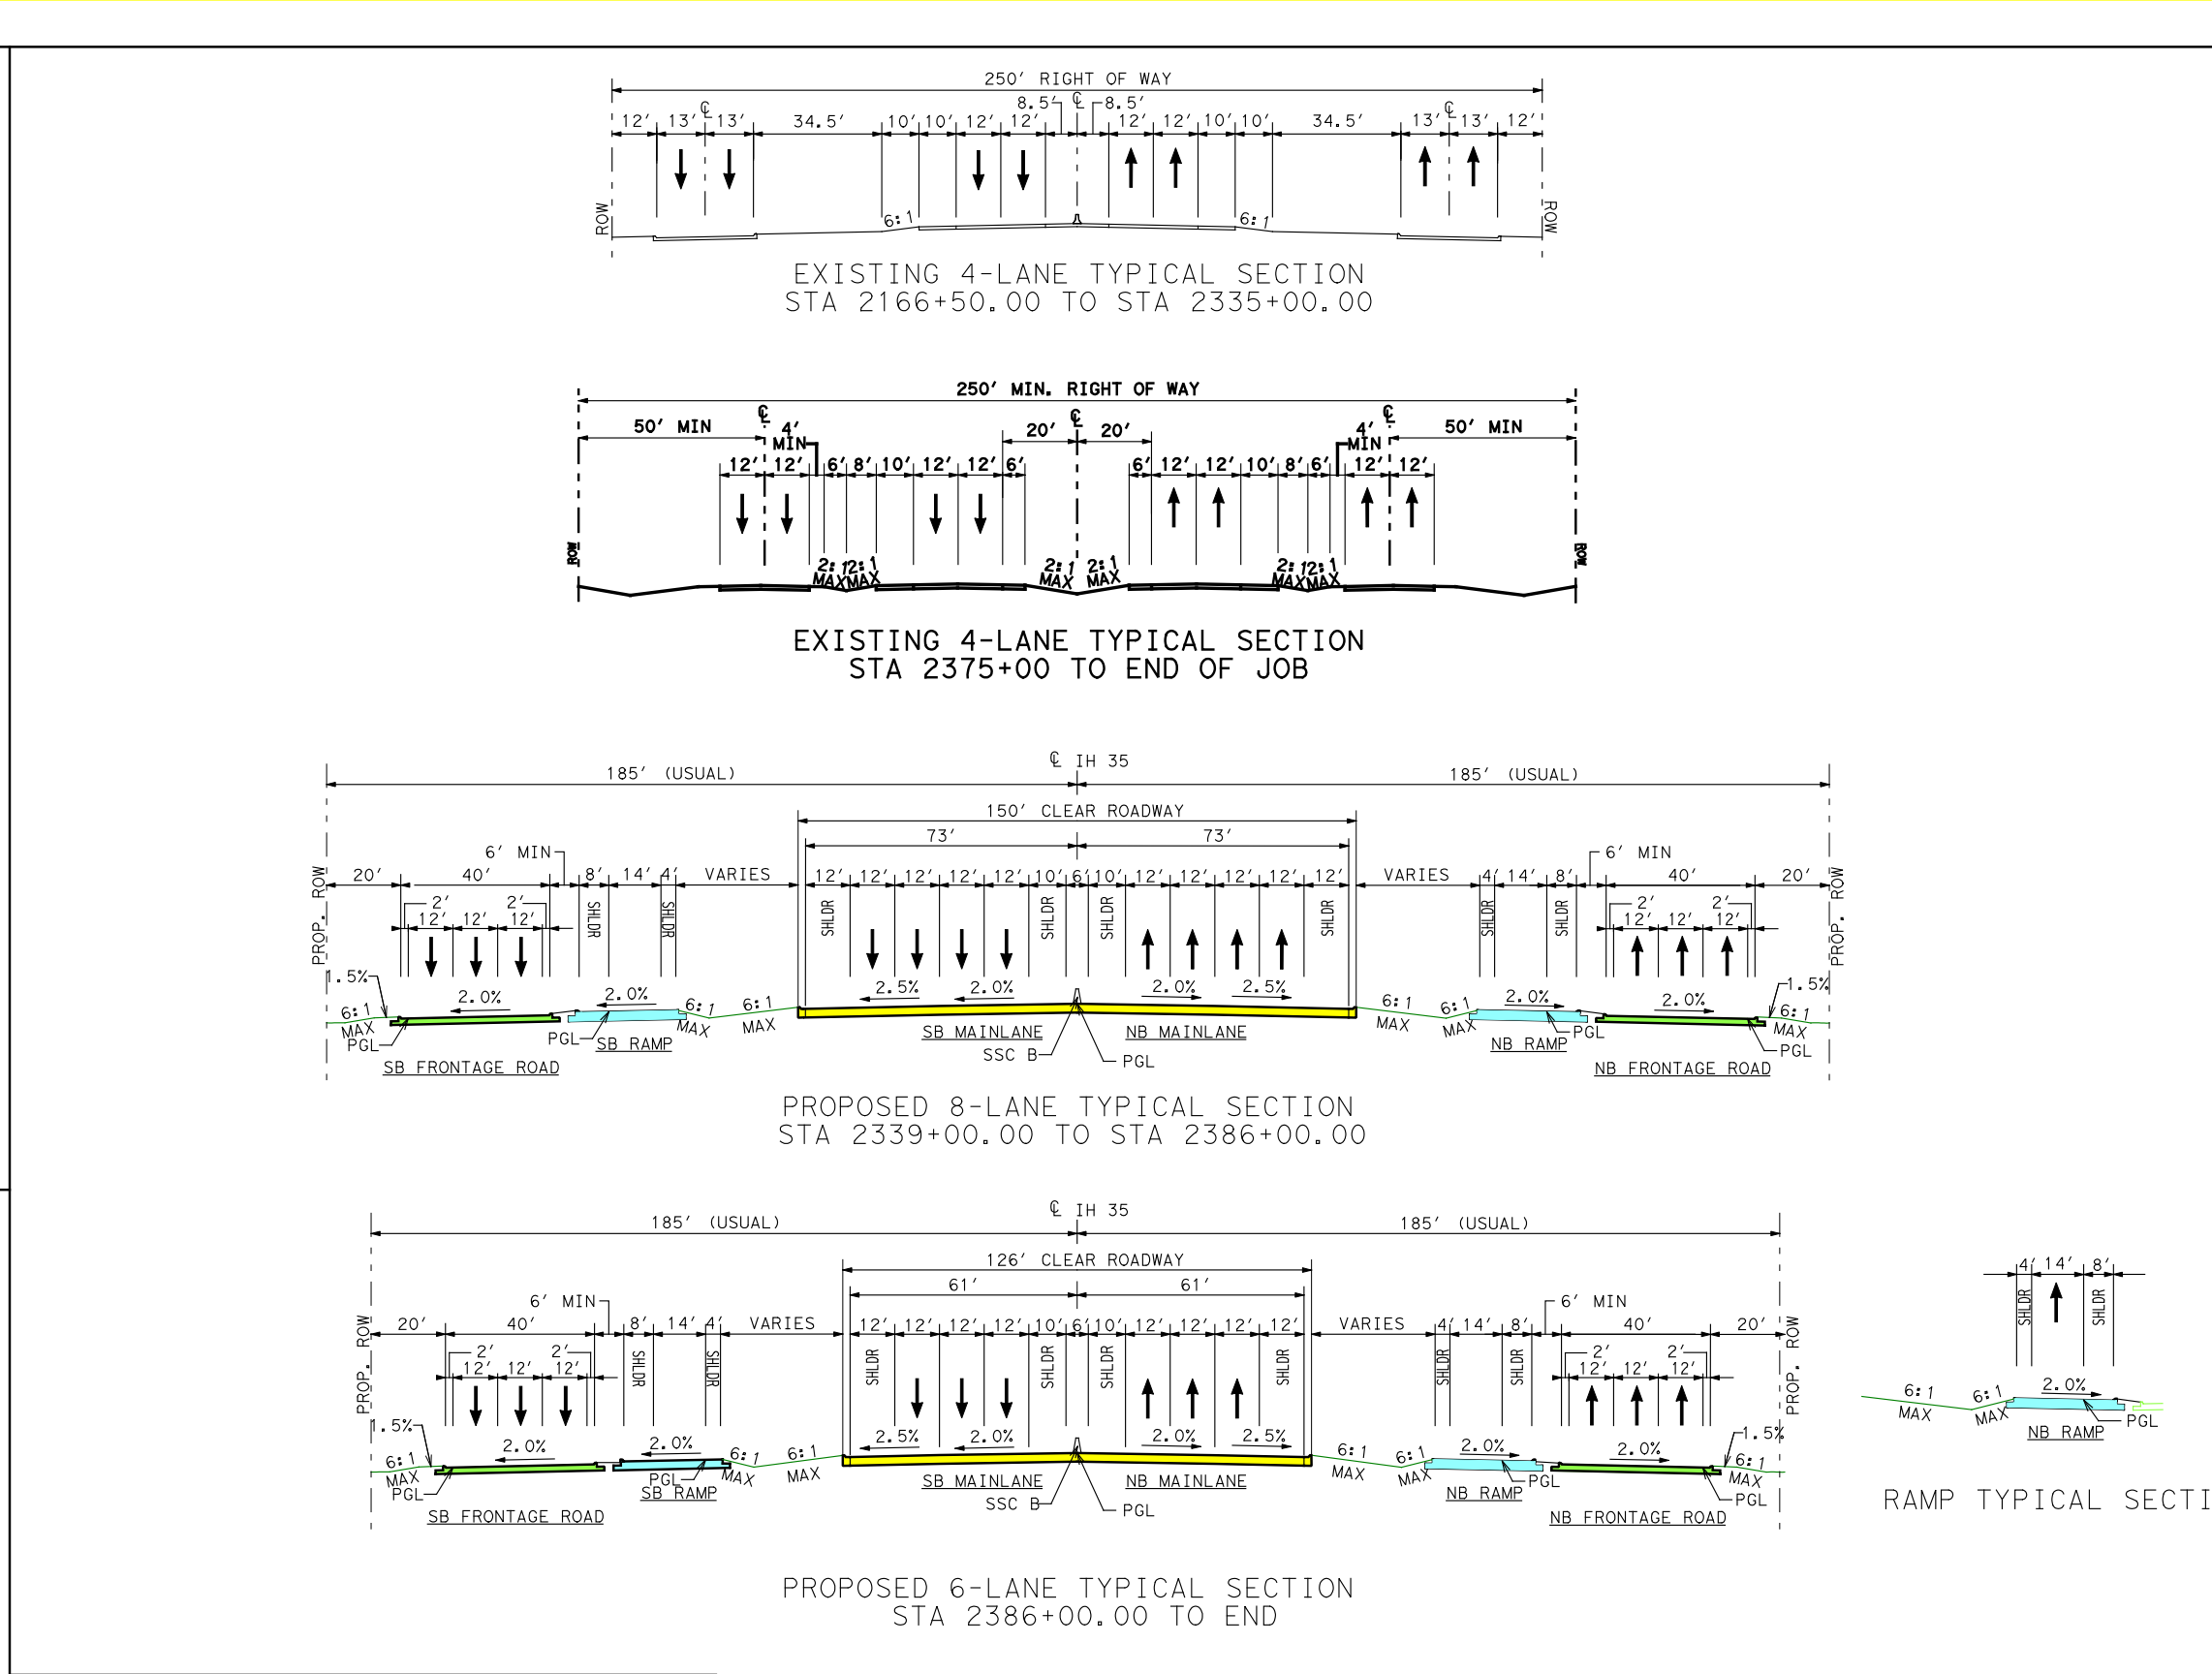 250' RIGHT OF WAY
8.5' ℄ 8.5'
℄ ℄
12' 13' 13' 34.5' 10' 10' 12' 12' 12' 12' 10' 10' 34.5' 13' 13' 12'
ROW 6:1 6:1 ROW
EXISTING 4-LANE TYPICAL SECTION
STA 2166+50.00 TO STA 2335+00.00
250' MIN. RIGHT OF WAY
℄ ℄ ℄
50' MIN 4' MIN 20' 20' 4' MIN 50' MIN
12' 12' 6' 8' 10' 12' 12' 6' 6' 12' 12' 10' 8' 6' 12' 12'
ROW ROW
2:1 2:1 2:1 2:1 2:1 2:1
MAX MAX MAX MAX MAX MAX
EXISTING 4-LANE TYPICAL SECTION
STA 2375+00 TO END OF JOB
℄ IH 35
185' (USUAL) 185' (USUAL)
150' CLEAR ROADWAY
73' 73'
6' MIN 6' MIN
20' 40' 8' 14' 4' VARIES 12' 12' 12' 12' 12' 10' 6' 10' 12' 12' 12' 12' 12' VARIES 4' 14' 8' 40' 20'
2' 2' 2' 2'
12' 12' 12' 12' 12' 12'
PROP. ROW SHLDR SHLDR SHLDR SHLDR SHLDR SHLDR SHLDR SHLDR PROP. ROW
1.5% 2.0% 2.0% 2.5% 2.0% 2.0% 2.5% 2.0% 2.0% 1.5%
6:1 6:1 6:1 6:1 6:1 6:1
MAX MAX MAX MAX MAX MAX
PGL PGL SB RAMP SB MAINLANE NB MAINLANE NB RAMP PGL PGL
SSC B PGL
SB FRONTAGE ROAD NB FRONTAGE ROAD
PROPOSED 8-LANE TYPICAL SECTION
STA 2339+00.00 TO STA 2386+00.00
℄ IH 35
185' (USUAL) 185' (USUAL)
126' CLEAR ROADWAY
61' 61'
6' MIN 6' MIN
20' 40' 8' 14' 4' VARIES 12' 12' 12' 12' 10' 6' 10' 12' 12' 12' 12' VARIES 4' 14' 8' 40' 20'
2' 2' 2' 2'
12' 12' 12' 12' 12' 12'
PROP. ROW SHLDR SHLDR SHLDR SHLDR SHLDR SHLDR SHLDR SHLDR PROP. ROW
1.5% 2.0% 2.0% 2.5% 2.0% 2.0% 2.5% 2.0% 2.0% 1.5%
6:1 6:1 6:1 6:1 6:1 6:1
MAX MAX MAX MAX MAX MAX
PGL PGL SB RAMP SB MAINLANE NB MAINLANE NB RAMP PGL PGL
SSC B PGL
SB FRONTAGE ROAD NB FRONTAGE ROAD
PROPOSED 6-LANE TYPICAL SECTION
STA 2386+00.00 TO END
4' 14' 8'
SHLDR SHLDR
6:1 6:1 2.0%
MAX MAX PGL
NB RAMP
RAMP TYPICAL SECTI